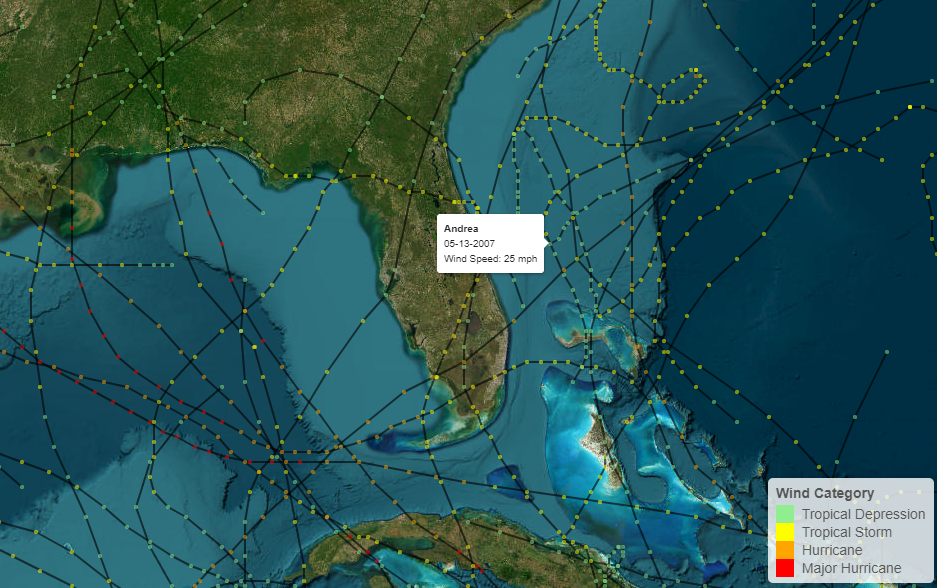 Andrea
05-13-2007
Wind Speed: 25 mph
Wind Category
Tropical Depression
Tropical Storm
Hurricane
Major Hurricane